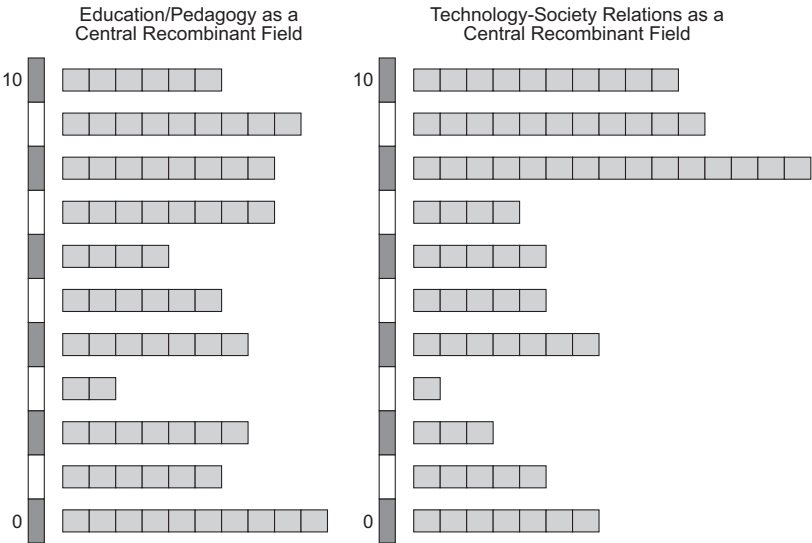 Education/Pedagogy as a
Central Recombinant Field
Technology-Society Relations as a
Central Recombinant Field
10
10
0
0